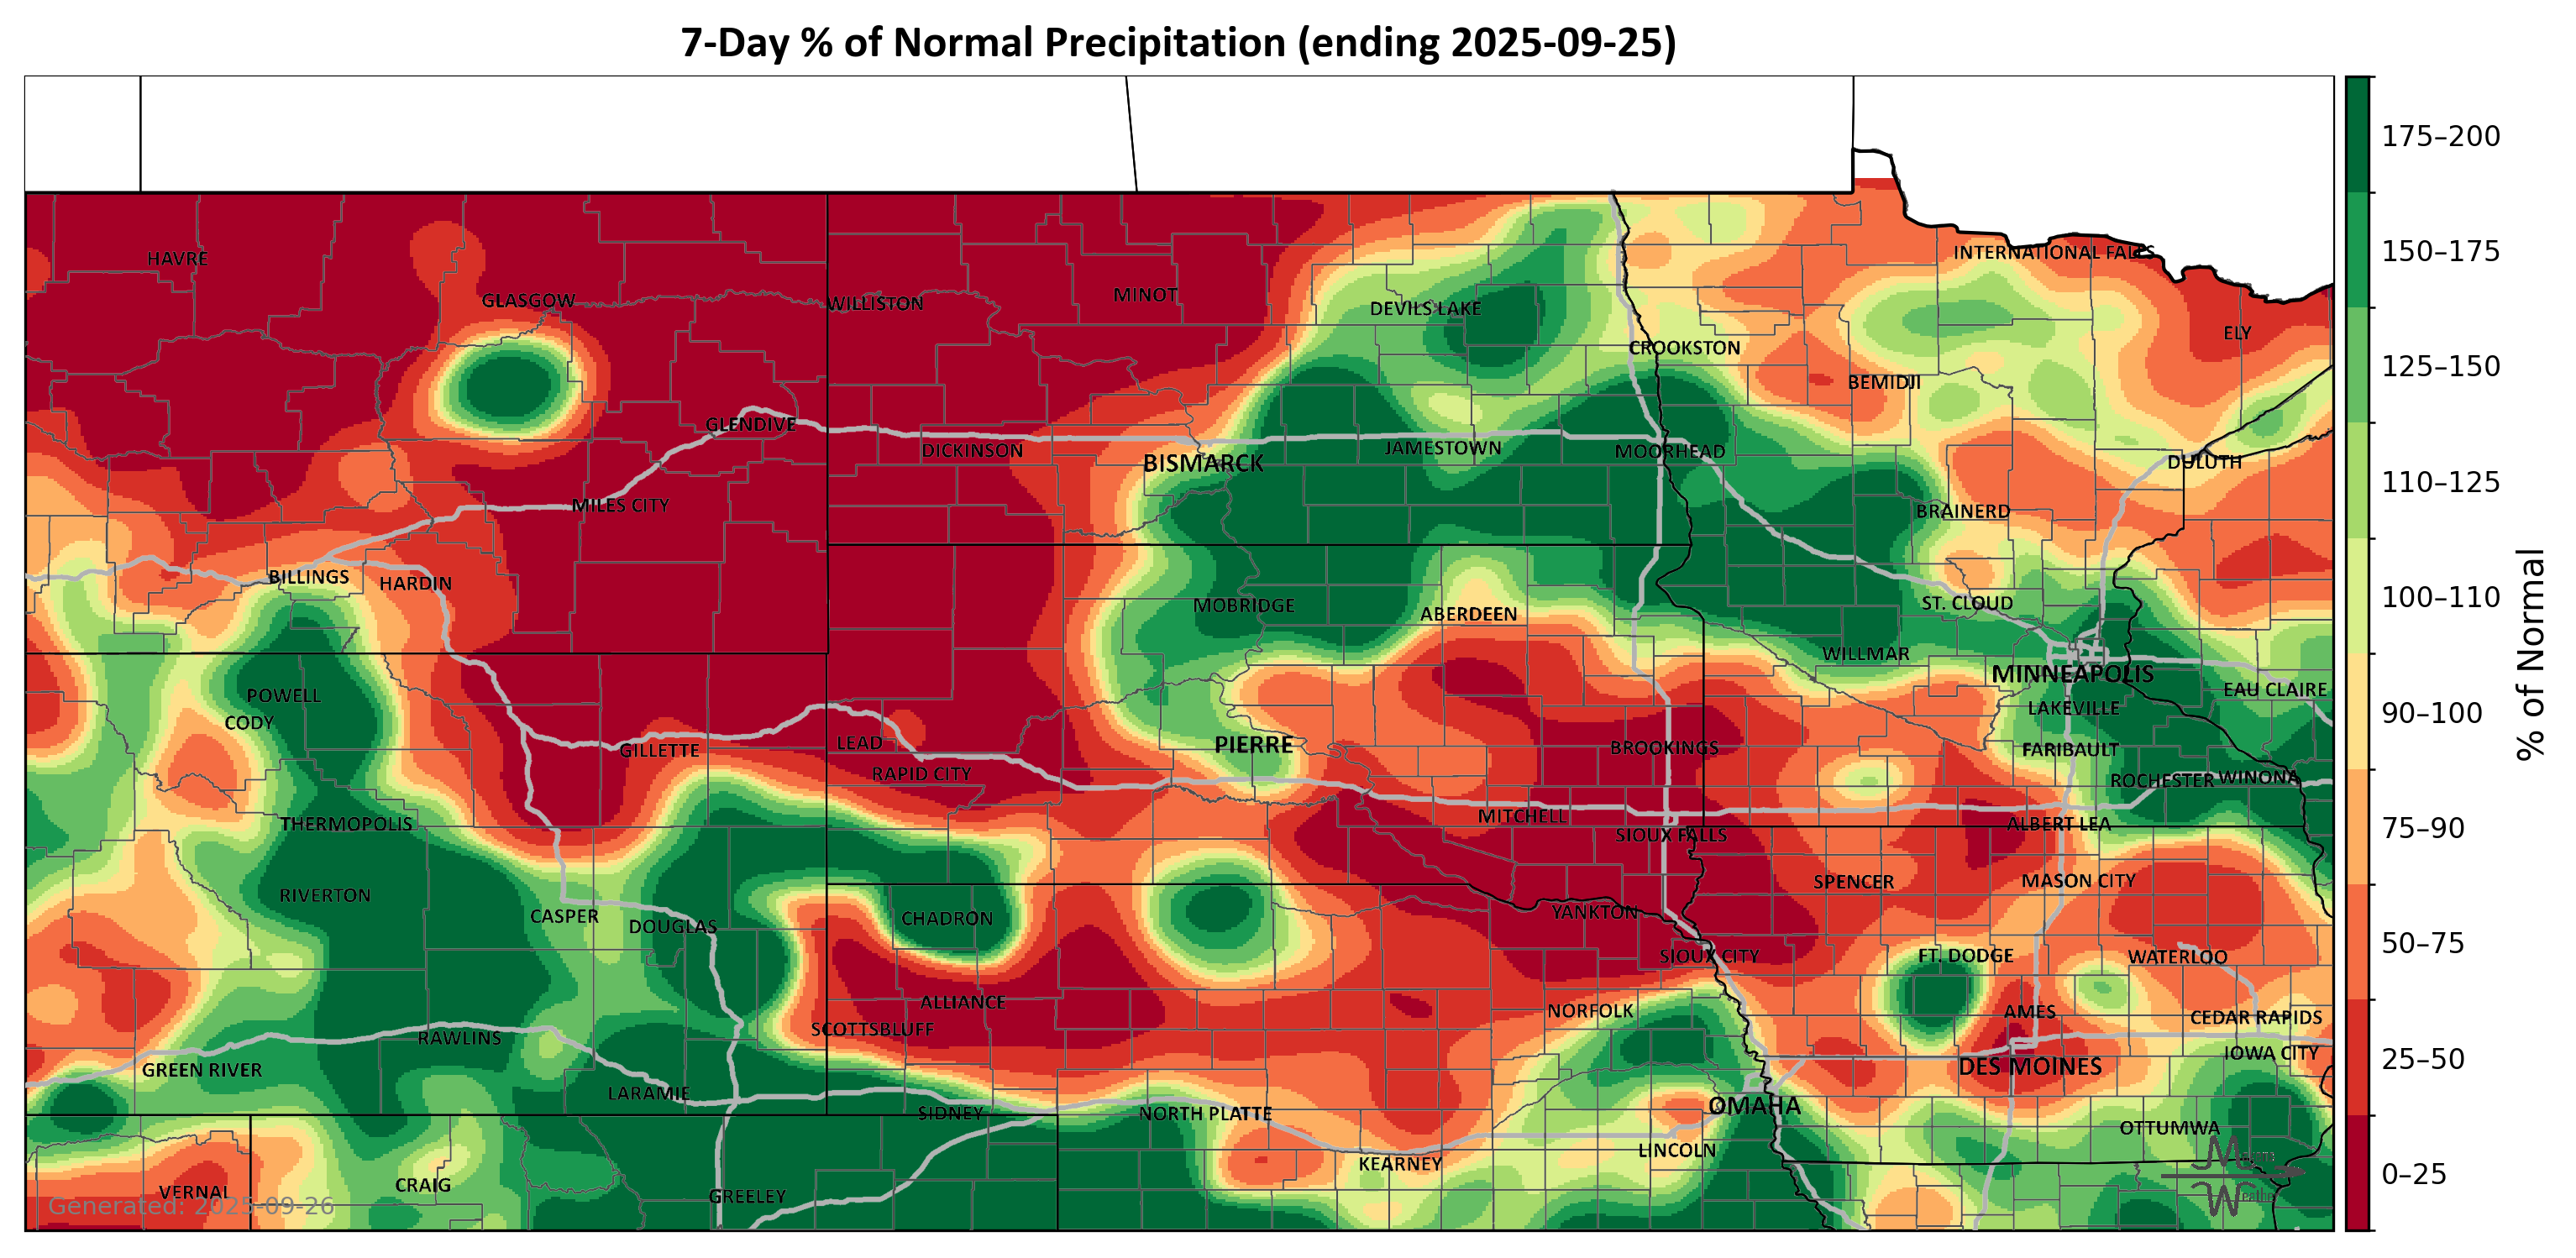 7-Day % of Normal Precipitation (ending 2025-09-25)
175–200
150–175
125–150
110–125
100–110
90–100
75–90
50–75
25–50
0–25
% of Normal
HAVRE
GLASGOW
WILLISTON
MINOT
DEVILS LAKE
INTERNATIONAL FALLS
ELY
CROOKSTON
BEMIDJI
GLENDIVE
DICKINSON
BISMARCK
JAMESTOWN
MOORHEAD
DULUTH
MILES CITY
BRAINERD
BILLINGS
HARDIN
MOBRIDGE
ABERDEEN
ST. CLOUD
WILLMAR
MINNEAPOLIS
EAU CLAIRE
POWELL
CODY
LAKEVILLE
GILLETTE
LEAD
PIERRE
BROOKINGS
FARIBAULT
RAPID CITY
ROCHESTER
WINONA
THERMOPOLIS
MITCHELL
SIOUX FALLS
ALBERT LEA
RIVERTON
CASPER
DOUGLAS
CHADRON
YANKTON
SPENCER
MASON CITY
SIOUX CITY
FT. DODGE
WATERLOO
ALLIANCE
SCOTTSBLUFF
NORFOLK
AMES
CEDAR RAPIDS
RAWLINS
GREEN RIVER
DES MOINES
IOWA CITY
LARAMIE
SIDNEY
NORTH PLATTE
OMAHA
OTTUMWA
KEARNEY
LINCOLN
VERNAL
CRAIG
GREELEY
Generated: 2025-09-26